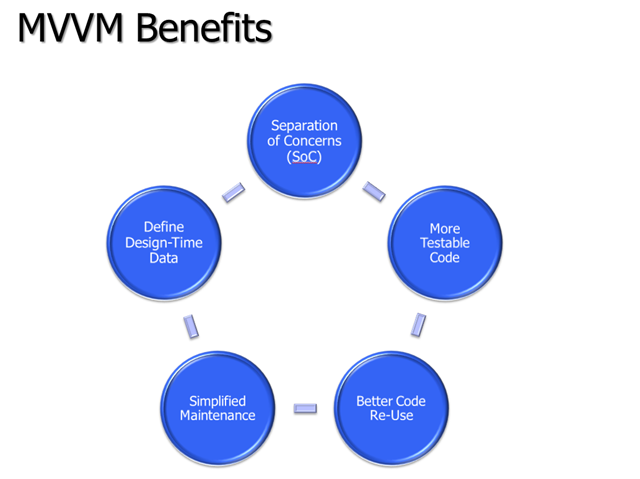 MVVM Benefits
Separation
of Concerns
(SoC)
More
Testable
Code
Better Code
Re-Use
Simplified
Maintenance
Define
Design-Time
Data